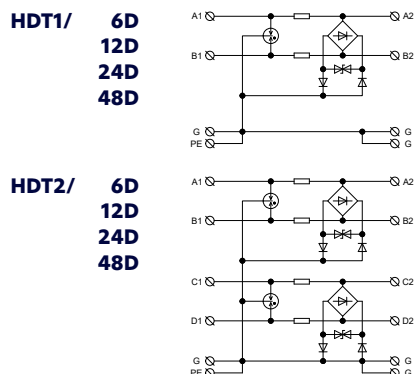 HDT1/ 6D
12D
24D
48D
A1 A2
B1 B2
G G
PE G
HDT2/ 6D
12D
24D
48D
A1 A2
B1 B2
C1 C2
D1 D2
G G
PE G